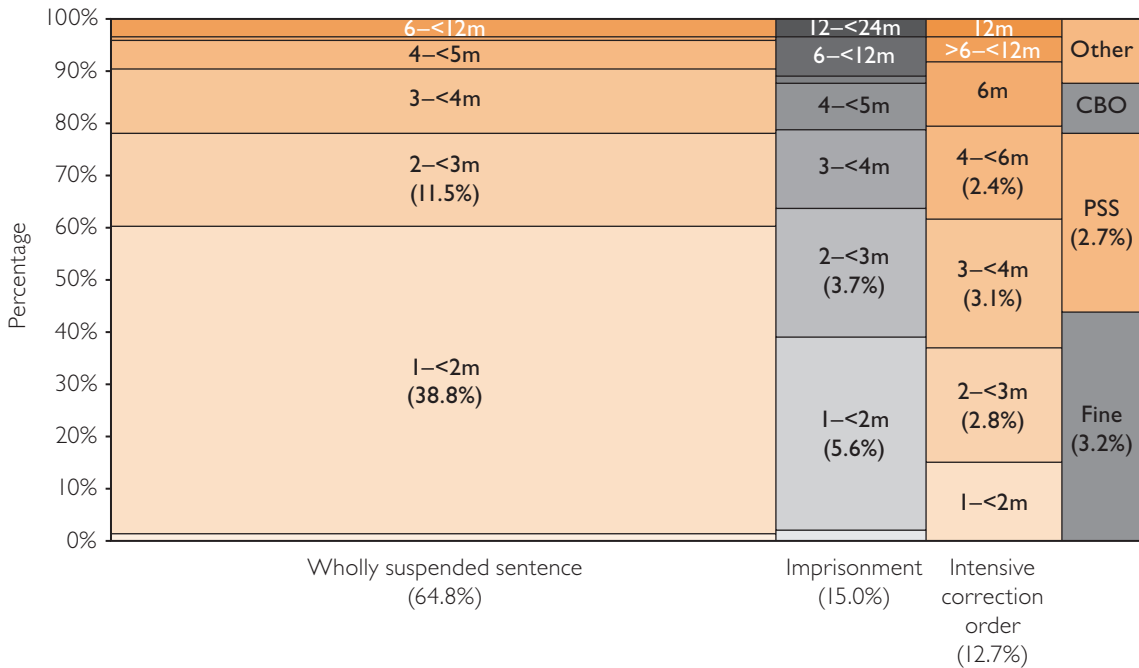 Percentage
100%
90%
80%
70%
60%
50%
40%
30%
20%
10%
0%
6–<12m
4–<5m
3–<4m
2–<3m
(11.5%)
1–<2m
(38.8%)
12–<24m
6–<12m
4–<5m
3–<4m
2–<3m
(3.7%)
1–<2m
(5.6%)
12m
>6–<12m
6m
4–<6m
(2.4%)
3–<4m
(3.1%)
2–<3m
(2.8%)
1–<2m
Other
CBO
PSS
(2.7%)
Fine
(3.2%)
Wholly suspended sentence
(64.8%)
Imprisonment
(15.0%)
Intensive
correction
order
(12.7%)